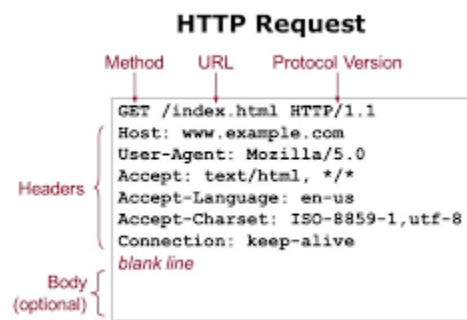 HTTP Request
Method URL Protocol Version
GET /index.html HTTP/1.1
Host: www.example.com
User-Agent: Mozilla/5.0
Headers
Accept: text/html, */*
Accept-Language: en-us
Accept-Charset: ISO-8859-1,utf-8
Connection: keep-alive
blank line
Body
(optional)